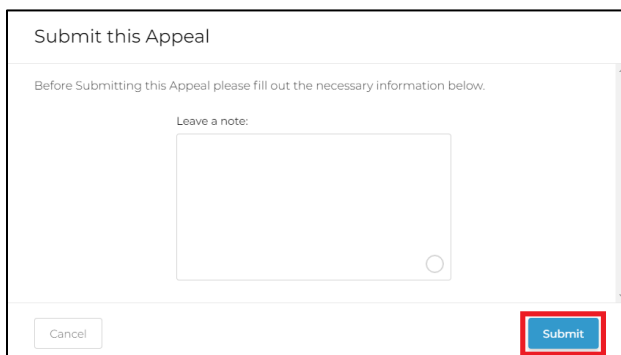 Submit this Appeal
Before Submitting this Appeal please fill out the necessary information below.
Leave a note:
Cancel
Submit